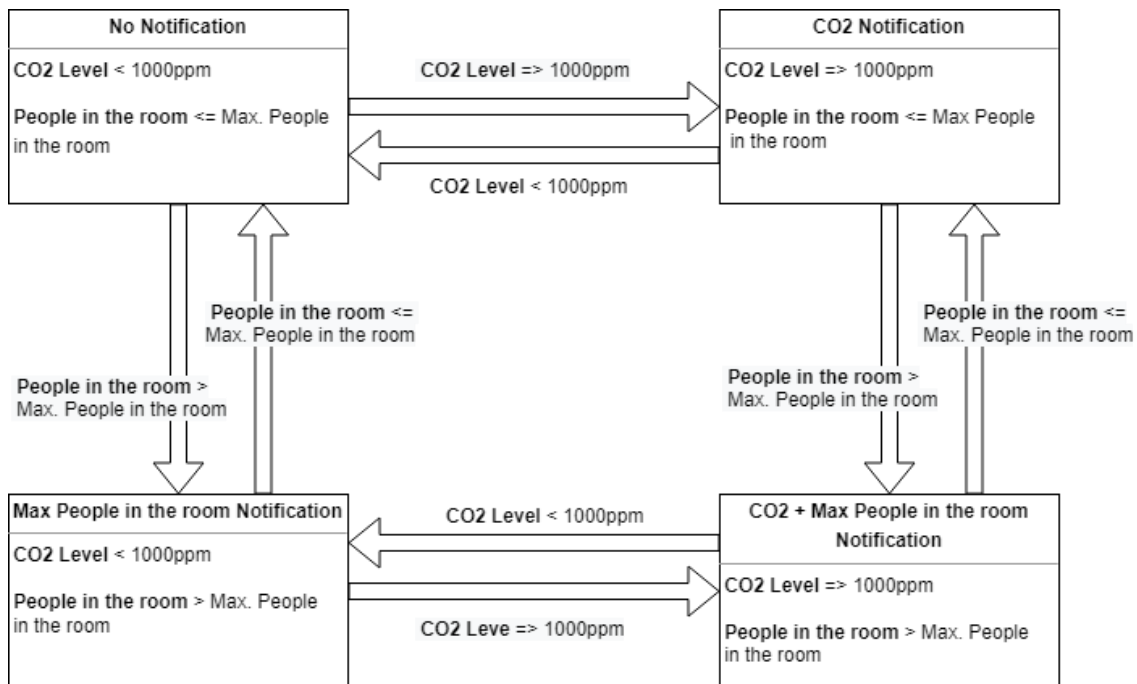 No Notification
CO2 Level < 1000ppm
People in the room <= Max. People
in the room
CO2 Level => 1000ppm
CO2 Level < 1000ppm
CO2 Notification
CO2 Level => 1000ppm
People in the room <= Max People
in the room
People in the room <=
Max. People in the room
People in the room >
Max. People in the room
People in the room <=
Max. People in the room
People in the room >
Max. People in the room
Max People in the room Notification
CO2 Level < 1000ppm
People in the room > Max. People
in the room
CO2 Level < 1000ppm
CO2 Leve => 1000ppm
CO2 + Max People in the room
Notification
CO2 Level => 1000ppm
People in the room > Max. People
in the room